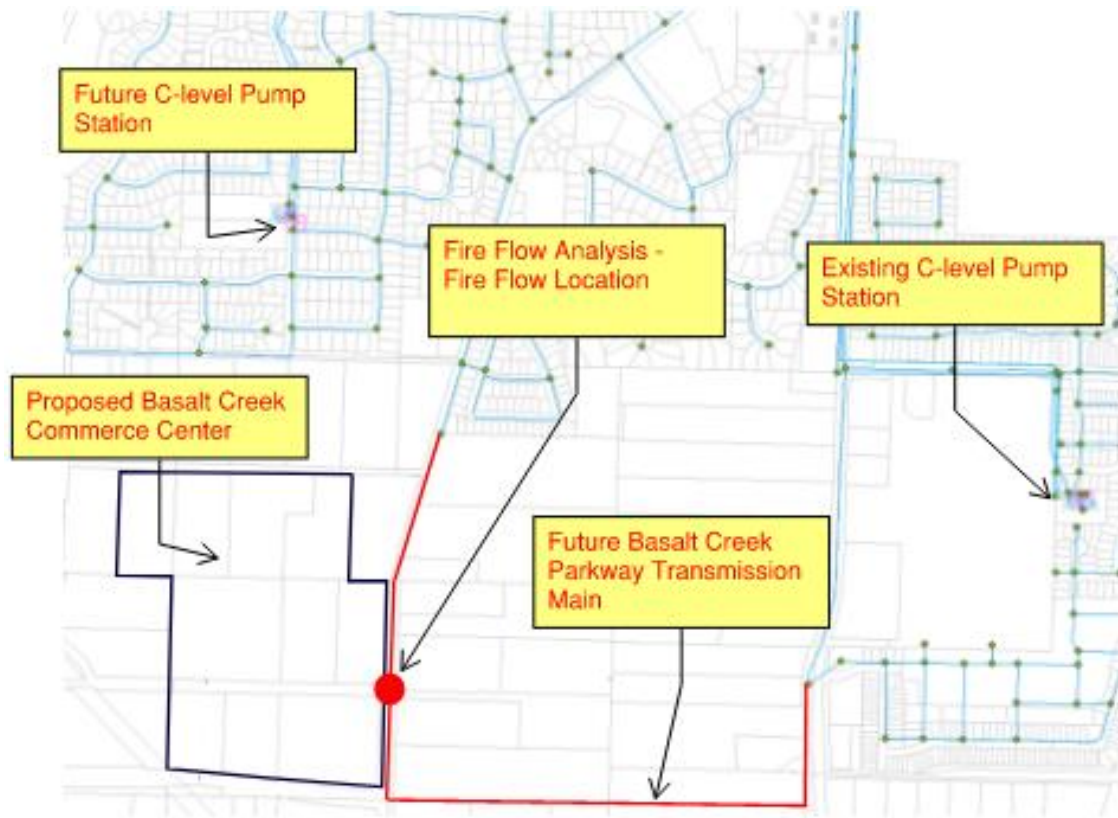 Future C-level Pump
Station
Fire Flow Analysis -
Fire Flow Location
Existing C-level Pump
Station
Proposed Basalt Creek
Commerce Center
Future Basalt Creek
Parkway Transmission
Main